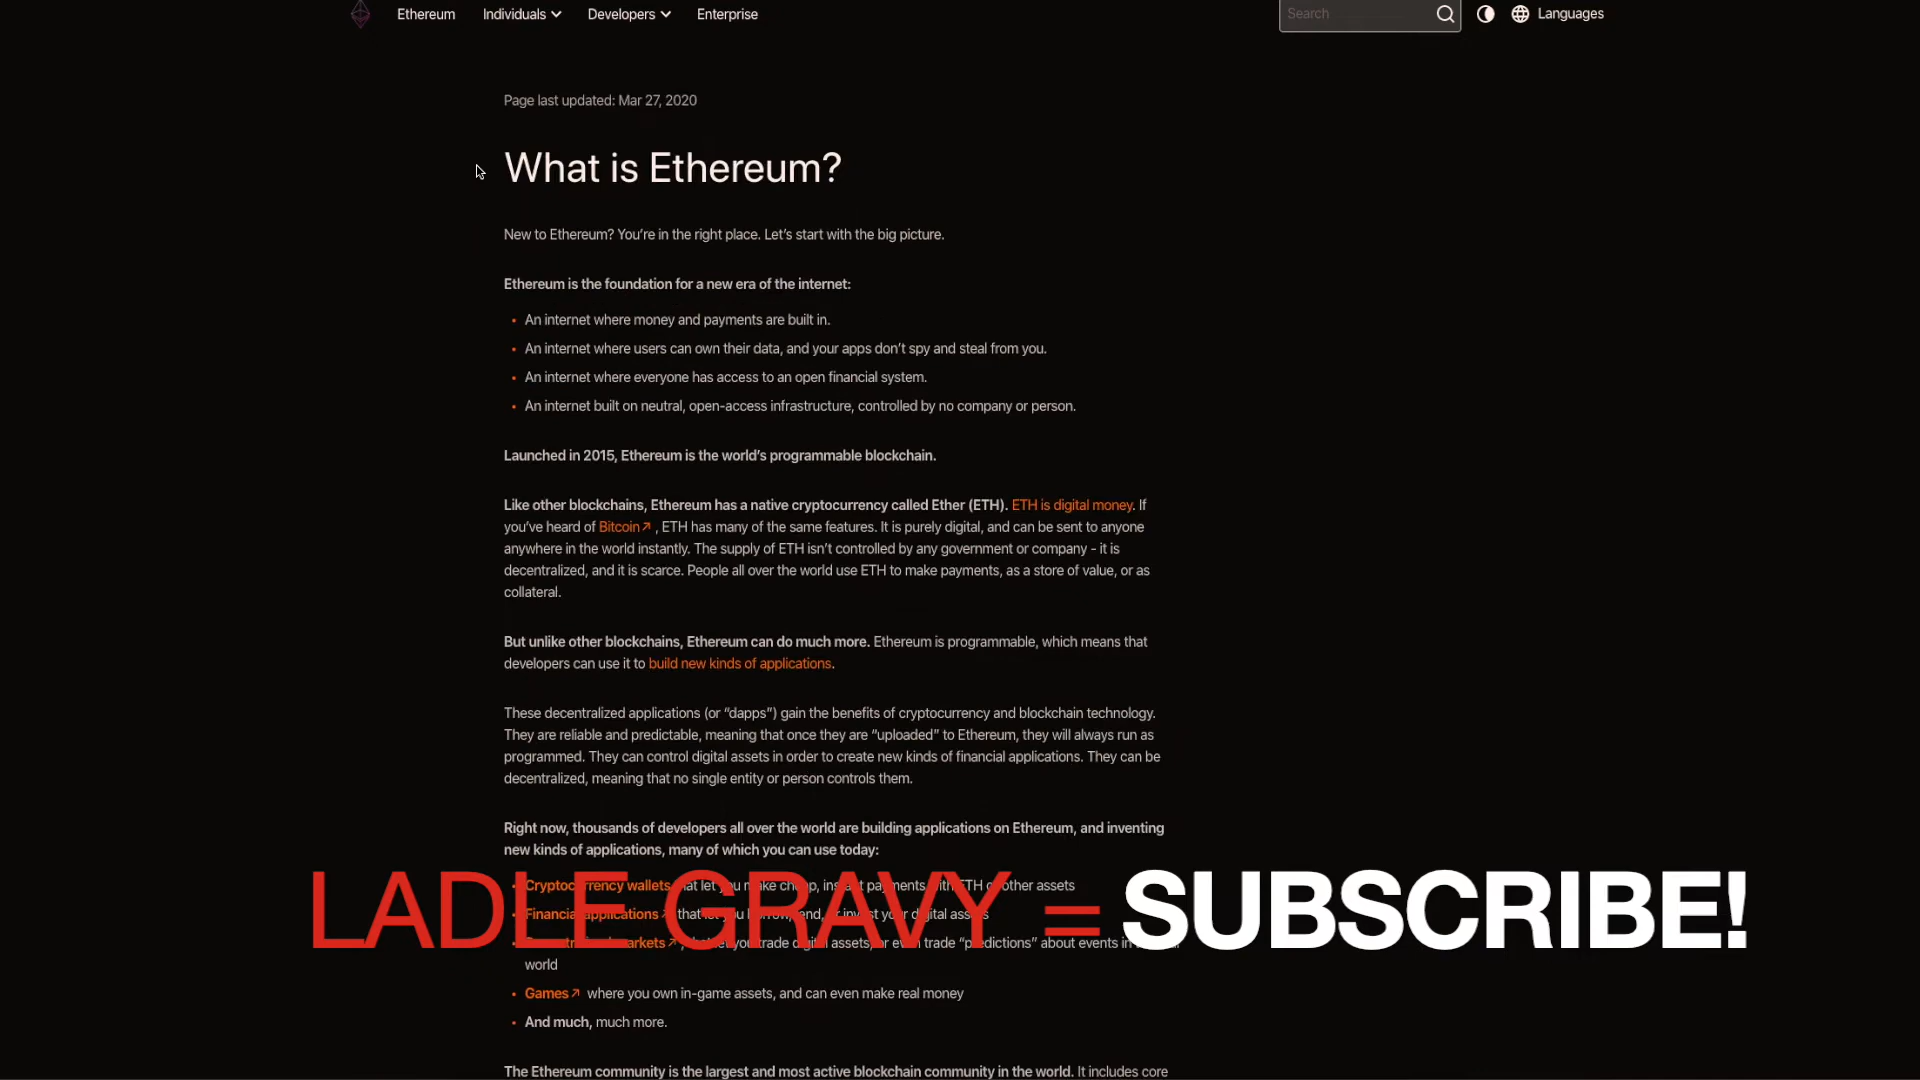 Ethereum Individuals Developers Enterprise Search Languages
Page last updated: Mar 27, 2020
What is Ethereum?
New to Ethereum? You’re in the right place. Let’s start with the big picture.
Ethereum is the foundation for a new era of the internet:
• An internet where money and payments are built in.
• An internet where users can own their data, and your apps don’t spy and steal from you.
• An internet where everyone has access to an open financial system.
• An internet built on neutral, open-access infrastructure, controlled by no company or person.
Launched in 2015, Ethereum is the world’s programmable blockchain.
Like other blockchains, Ethereum has a native cryptocurrency called Ether (ETH). ETH is digital money. If
you’ve heard of Bitcoin↗ , ETH has many of the same features. It is purely digital, and can be sent to anyone
anywhere in the world instantly. The supply of ETH isn’t controlled by any government or company - it is
decentralized, and it is scarce. People all over the world use ETH to make payments, as a store of value, or as
collateral.
But unlike other blockchains, Ethereum can do much more. Ethereum is programmable, which means that
developers can use it to build new kinds of applications.
These decentralized applications (or “dapps”) gain the benefits of cryptocurrency and blockchain technology.
They are reliable and predictable, meaning that once they are “uploaded” to Ethereum, they will always run as
programmed. They can control digital assets in order to create new kinds of financial applications. They can be
decentralized, meaning that no single entity or person controls them.
Right now, thousands of developers all over the world are building applications on Ethereum, and inventing
new kinds of applications, many of which you can use today:
• Cryptocurrency wallets that let you make cheap, instant payments with ETH or other assets
• Financial applications↗ that let you borrow, lend, or invest your digital assets
• markets↗ , that let you trade digital assets, or even trade “predictions” about events in
world
LADLE GRAVY = SUBSCRIBE!
• Games↗ where you own in-game assets, and can even make real money
• And much, much more.
The Ethereum community is the largest and most active blockchain community in the world. It includes core